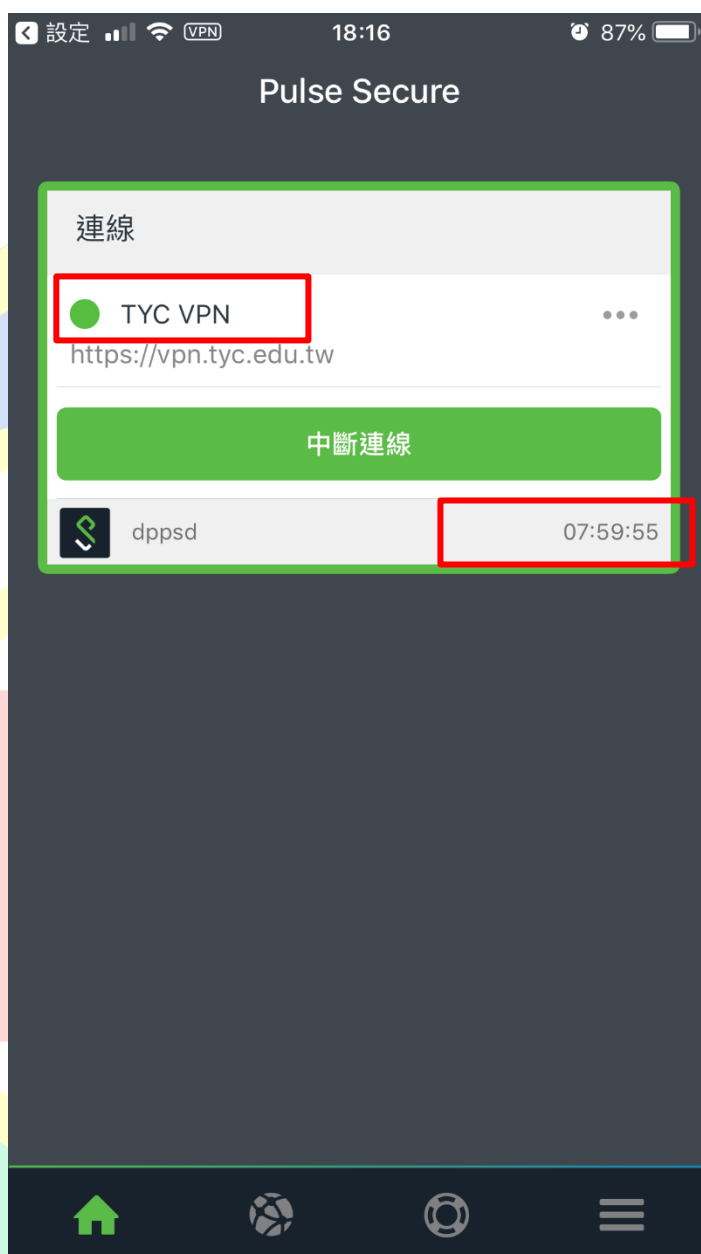 設定 VPN 18:16 87%
Pulse Secure
連線
TYC VPN
https://vpn.tyc.edu.tw
中斷連線
dppsd 07:59:55